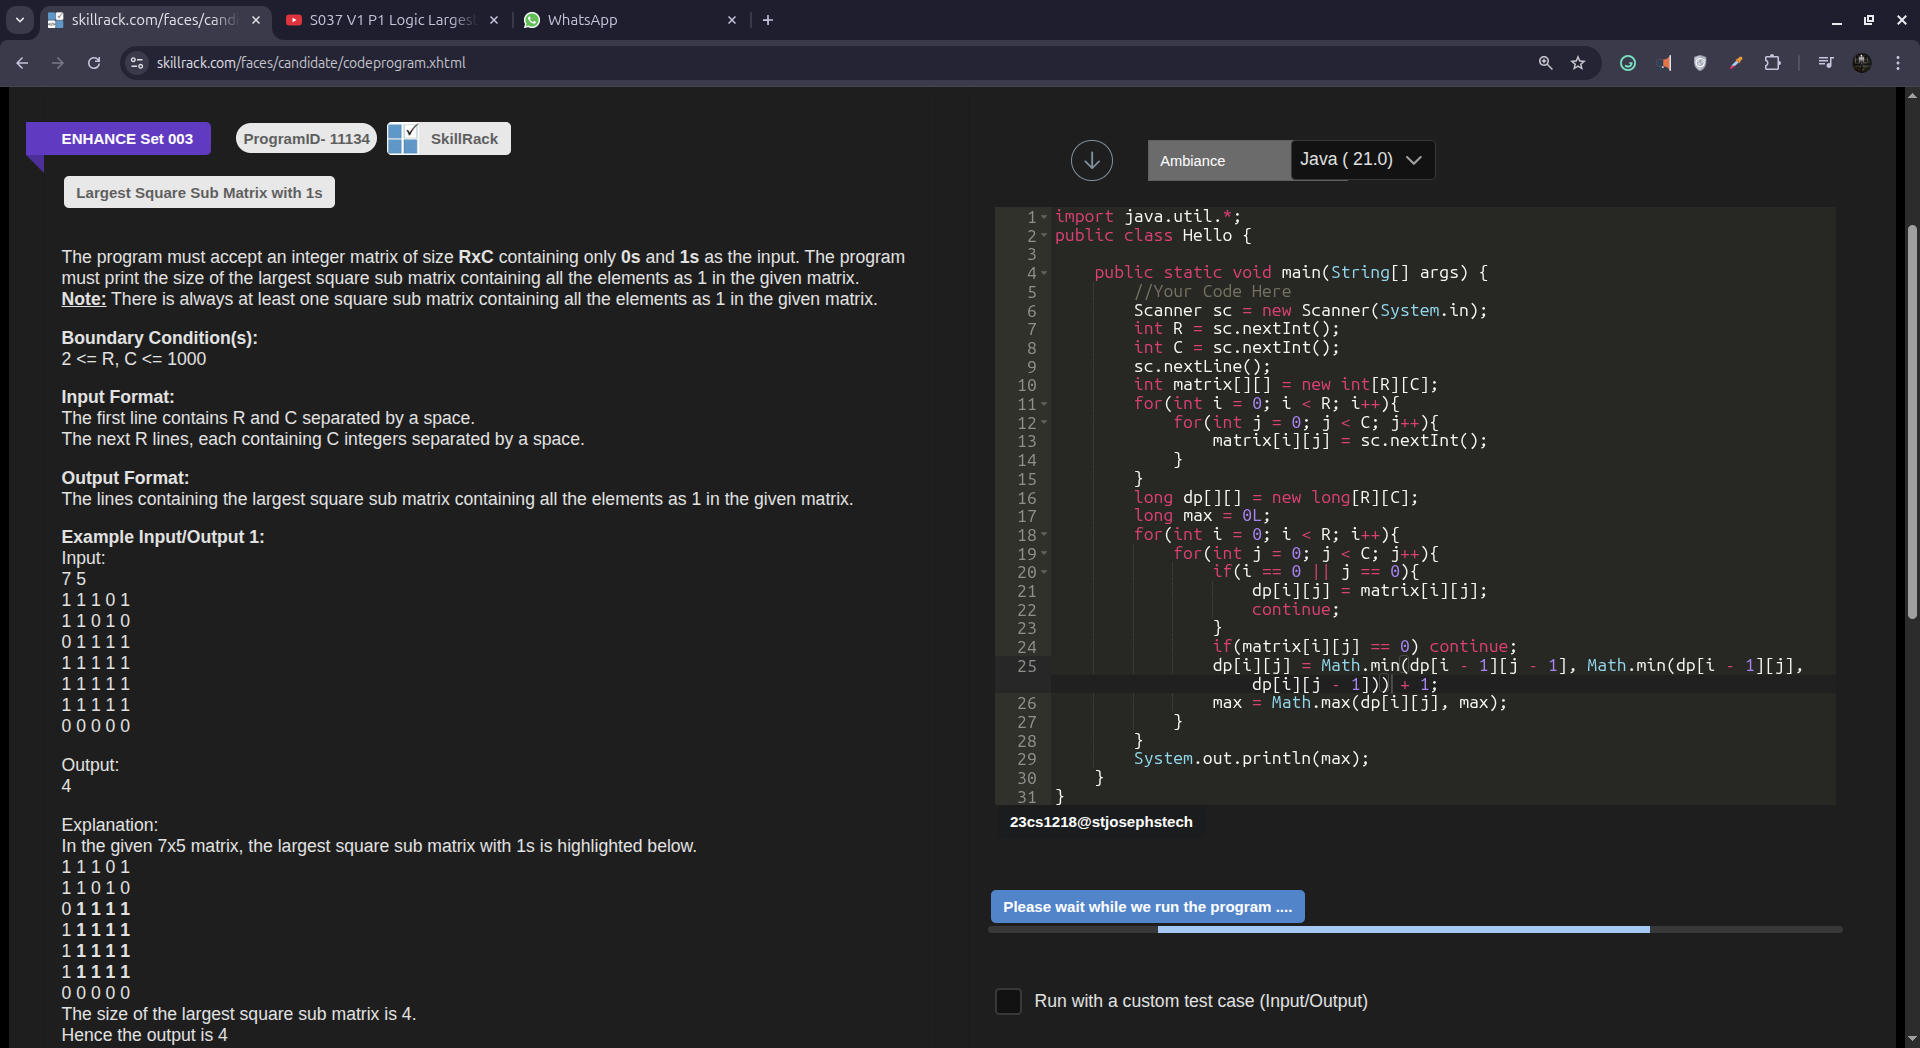 skillrack.com/faces/candid
S037 V1 P1 Logic Larges
WhatsApp
skillrack.com/faces/candidate/codeprogram.xhtml
ENHANCE Set 003
ProgramID- 11134
SkillRack
Largest Square Sub Matrix with 1s
The program must accept an integer matrix of size RxC containing only 0s and 1s as the input. The program
must print the size of the largest square sub matrix containing all the elements as 1 in the given matrix.
Note: There is always at least one square sub matrix containing all the elements as 1 in the given matrix.
Boundary Condition(s):
2 <= R, C <= 1000
Input Format:
The first line contains R and C separated by a space.
The next R lines, each containing C integers separated by a space.
Output Format:
The lines containing the largest square sub matrix containing all the elements as 1 in the given matrix.
Example Input/Output 1:
Input:
7 5
1 1 1 0 1
1 1 0 1 0
0 1 1 1 1
1 1 1 1 1
1 1 1 1 1
1 1 1 1 1
0 0 0 0 0
Output:
4
Explanation:
In the given 7x5 matrix, the largest square sub matrix with 1s is highlighted below.
1 1 1 0 1
1 1 0 1 0
0 1 1 1 1
1 1 1 1 1
1 1 1 1 1
1 1 1 1 1
0 0 0 0 0
The size of the largest square sub matrix is 4.
Hence the output is 4
Ambiance
Java ( 21.0)
1 import java.util.*;
2 public class Hello {
3
4     public static void main(String[] args) {
5         //Your Code Here
6         Scanner sc = new Scanner(System.in);
7         int R = sc.nextInt();
8         int C = sc.nextInt();
9         sc.nextLine();
10         int matrix[][] = new int[R][C];
11         for(int i = 0; i < R; i++){
12             for(int j = 0; j < C; j++){
13                 matrix[i][j] = sc.nextInt();
14             }
15         }
16         long dp[][] = new long[R][C];
17         long max = 0L;
18         for(int i = 0; i < R; i++){
19             for(int j = 0; j < C; j++){
20                 if(i == 0 || j == 0){
21                     dp[i][j] = matrix[i][j];
22                     continue;
23                 }
24                 if(matrix[i][j] == 0) continue;
25                 dp[i][j] = Math.min(dp[i - 1][j - 1], Math.min(dp[i - 1][j],
dp[i][j - 1])) + 1;
26                 max = Math.max(dp[i][j], max);
27             }
28         }
29         System.out.println(max);
30     }
31 }
23cs1218@stjosephstech
Please wait while we run the program ....
Run with a custom test case (Input/Output)